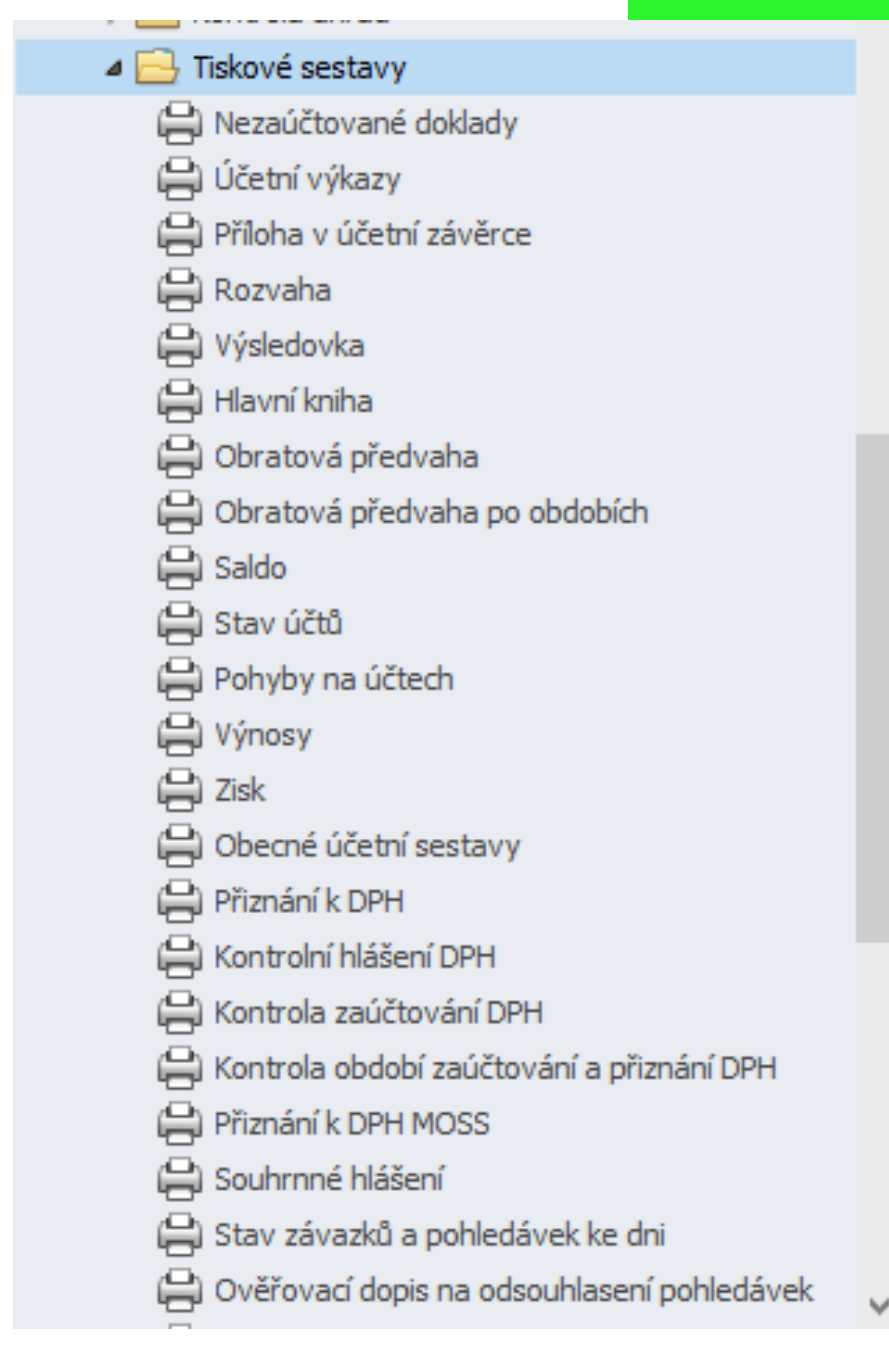 Tiskové sestavy
Nezaúčtované doklady
Účetní výkazy
Příloha v účetní závěrce
Rozvaha
Výsledovka
Hlavní kniha
Obratová předvaha
Obratová předvaha po obdobích
Saldo
Stav účtů
Pohyby na účtech
Výnosy
Zisk
Obecné účetní sestavy
Přiznání k DPH
Kontrolní hlášení DPH
Kontrola zaúčtování DPH
Kontrola období zaúčtování a přiznání DPH
Přiznání k DPH MOSS
Souhrnné hlášení
Stav závazků a pohledávek ke dni
Ověřovací dopis na odsouhlasení pohledávek